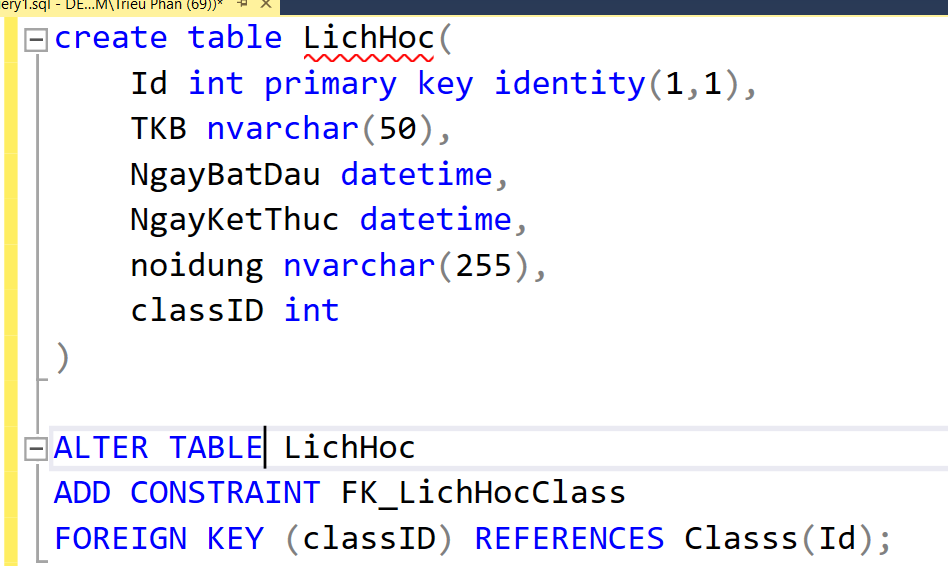 ery1.sql - DE...M\Trieu Phan (69))*
create table LichHoc(
Id int primary key identity(1,1),
TKB nvarchar(50),
NgayBatDau datetime,
NgayKetThuc datetime,
noidung nvarchar(255),
classID int
)
ALTER TABLE LichHoc
ADD CONSTRAINT FK_LichHocClass
FOREIGN KEY (classID) REFERENCES Classs(Id);